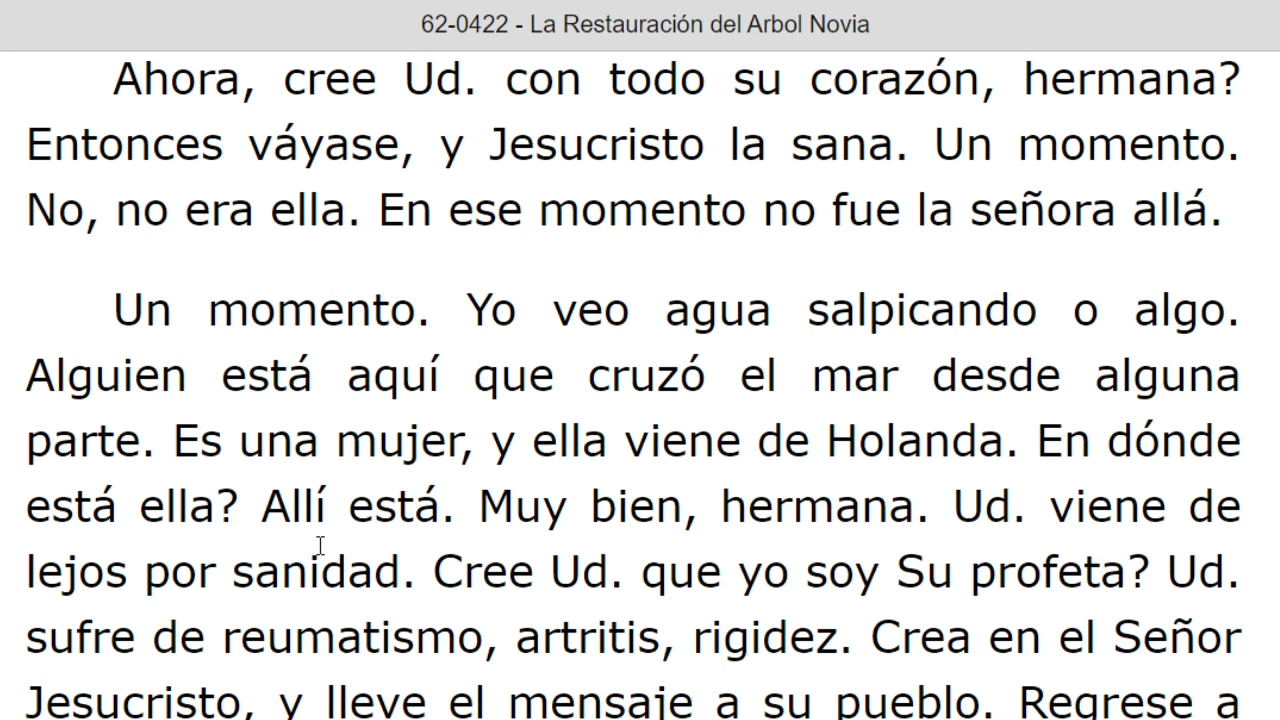 62-0422 - La Restauración del Arbol Novia
Ahora, cree Ud. con todo su corazón, hermana?
Entonces váyase, y Jesucristo la sana. Un momento.
No, no era ella. En ese momento no fue la señora allá.
Un momento. Yo veo agua salpicando o algo.
Alguien está aquí que cruzó el mar desde alguna
parte. Es una mujer, y ella viene de Holanda. En dónde
está ella? Allí está. Muy bien, hermana. Ud. viene de
lejos por sanidad. Cree Ud. que yo soy Su profeta? Ud.
sufre de reumatismo, artritis, rigidez. Crea en el Señor
Jesucristo, y lleve el mensaje a su pueblo. Regrese a